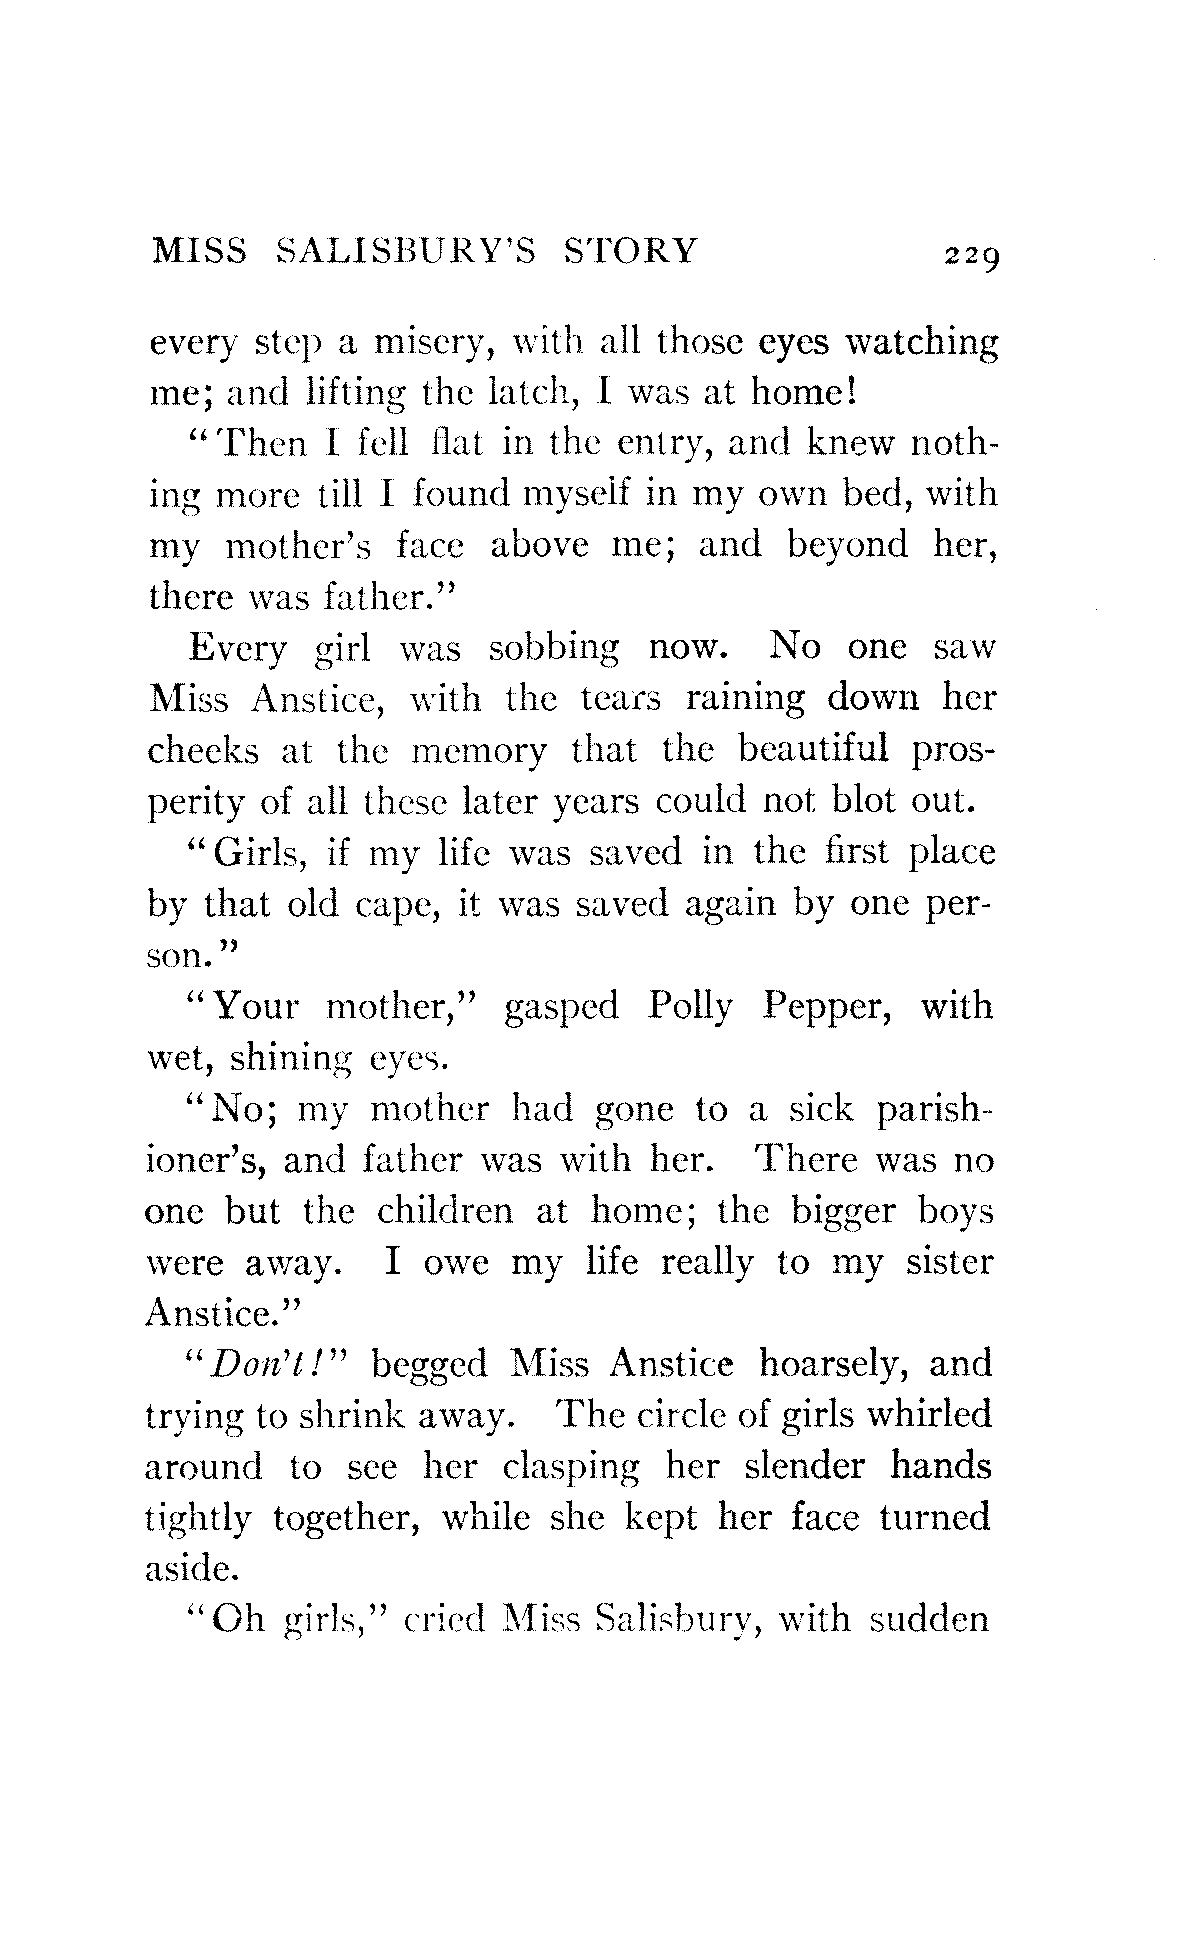 MISS SALISBURY'S STORY 229
every step a misery, with all those eyes watching
me; and lifting the latch, I was at home!
"Then I fell flat in the entry, and knew noth-
ing more till I found myself in my own bed, with
my mother's face above me; and beyond her,
there was father."
Every girl was sobbing now. No one saw
Miss Anstice, with the tears raining down her
cheeks at the memory that the beautiful pros-
perity of all these later years could not blot out.
"Girls, if my life was saved in the first place
by that old cape, it was saved again by one per-
son."
"Your mother," gasped Polly Pepper, with
wet, shining eyes.
"No; my mother had gone to a sick parish-
ioner's, and father was with her. There was no
one but the children at home; the bigger boys
were away. I owe my life really to my sister
Anstice."
"Don't!" begged Miss Anstice hoarsely, and
trying to shrink away. The circle of girls whirled
around to see her clasping her slender hands
tightly together, while she kept her face turned
aside.
"Oh girls," cried Miss Salisbury, with sudden